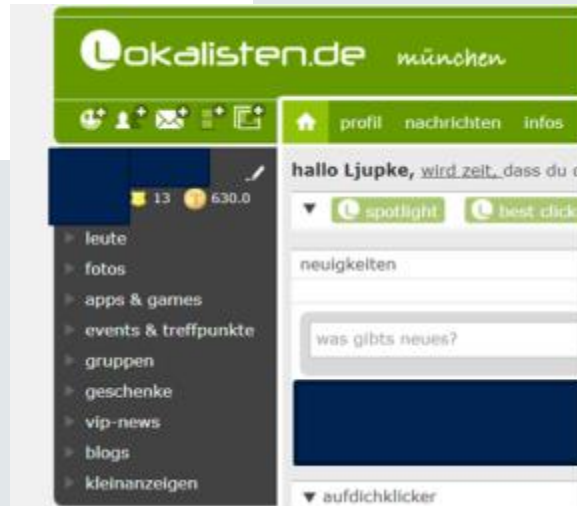 Lokalisten.de münchen
profil nachrichten infos
hallo Ljupke, wird zeit, dass du
13 630.0
spotlight best click
leute
fotos
apps & games
events & treffpunkte
gruppen
geschenke
vip-news
blogs
kleinanzeigen
neuigkeiten
was gibts neues?
aufdichklicker